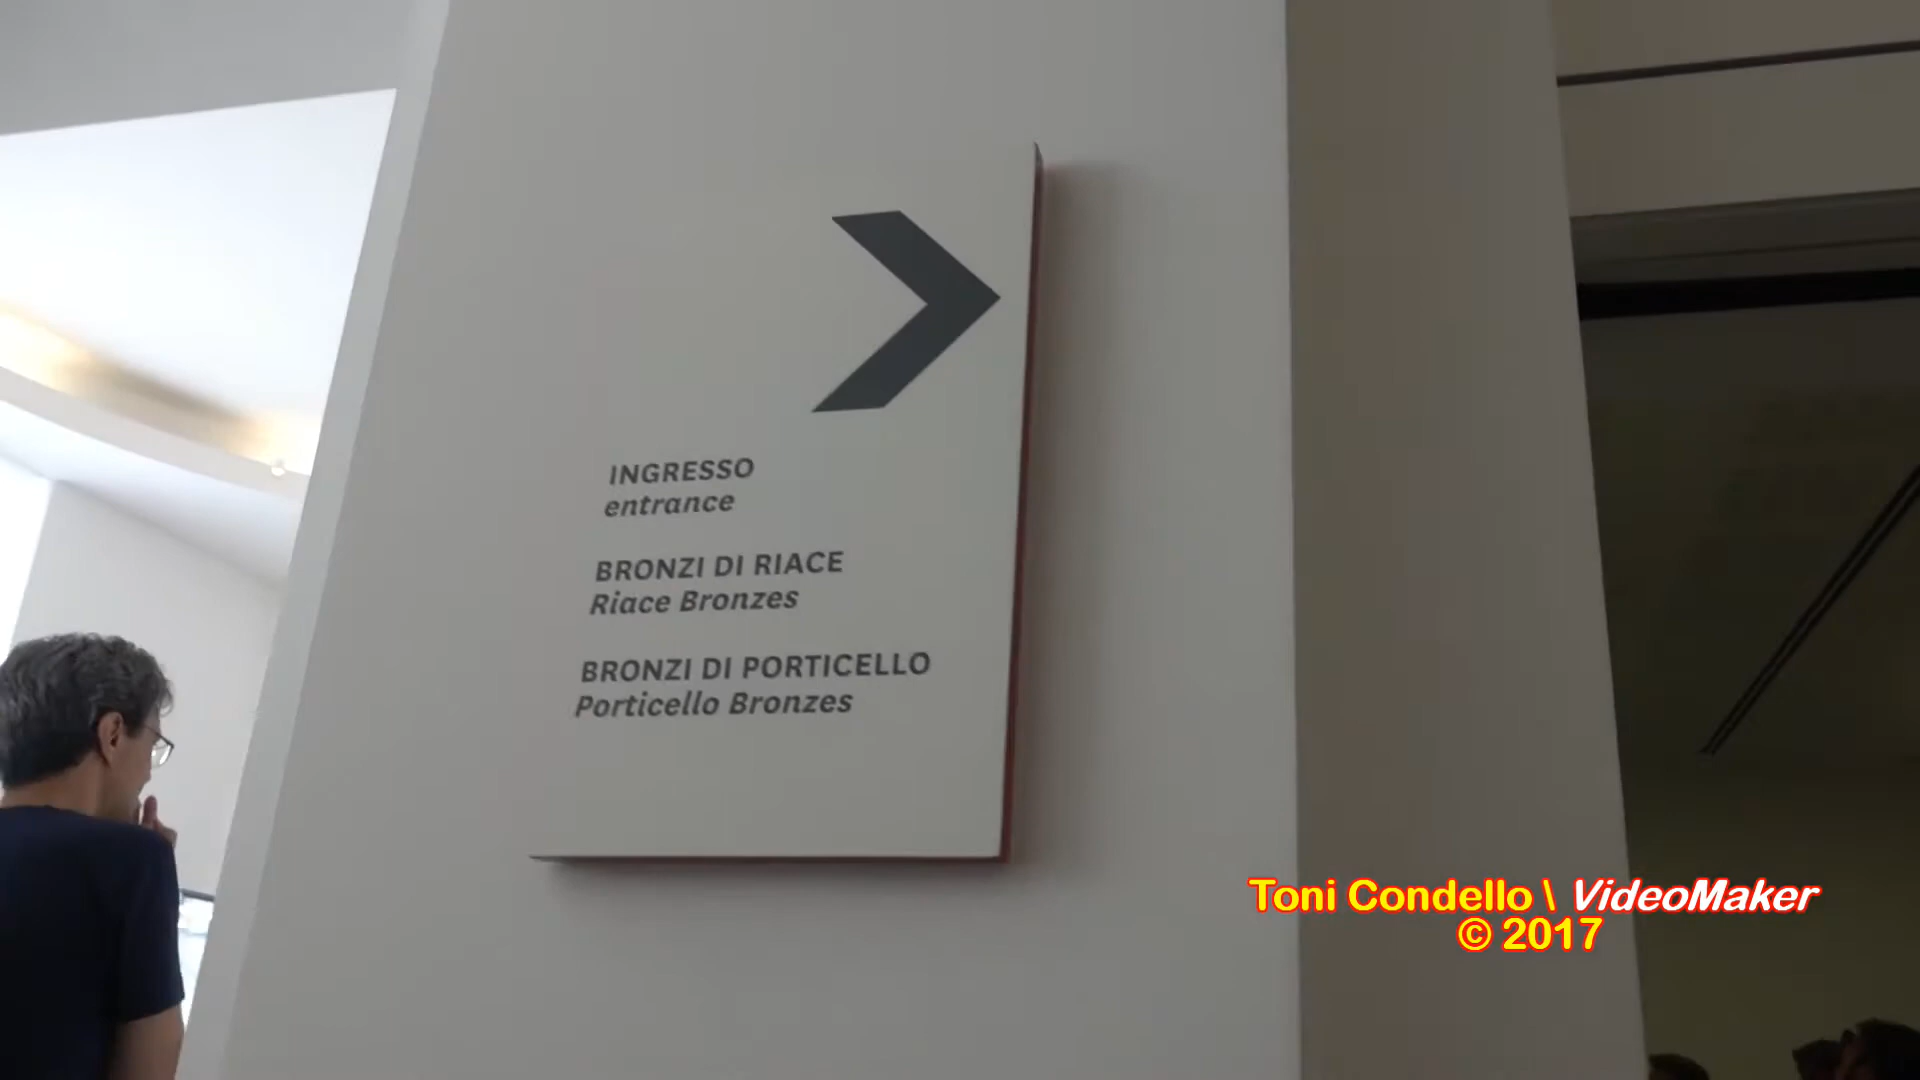 INGRESSO
entrance
BRONZI DI RIACE
Riace Bronzes
BRONZI DI PORTICELLO
Porticello Bronzes
Toni Condello \ VideoMaker
© 2017